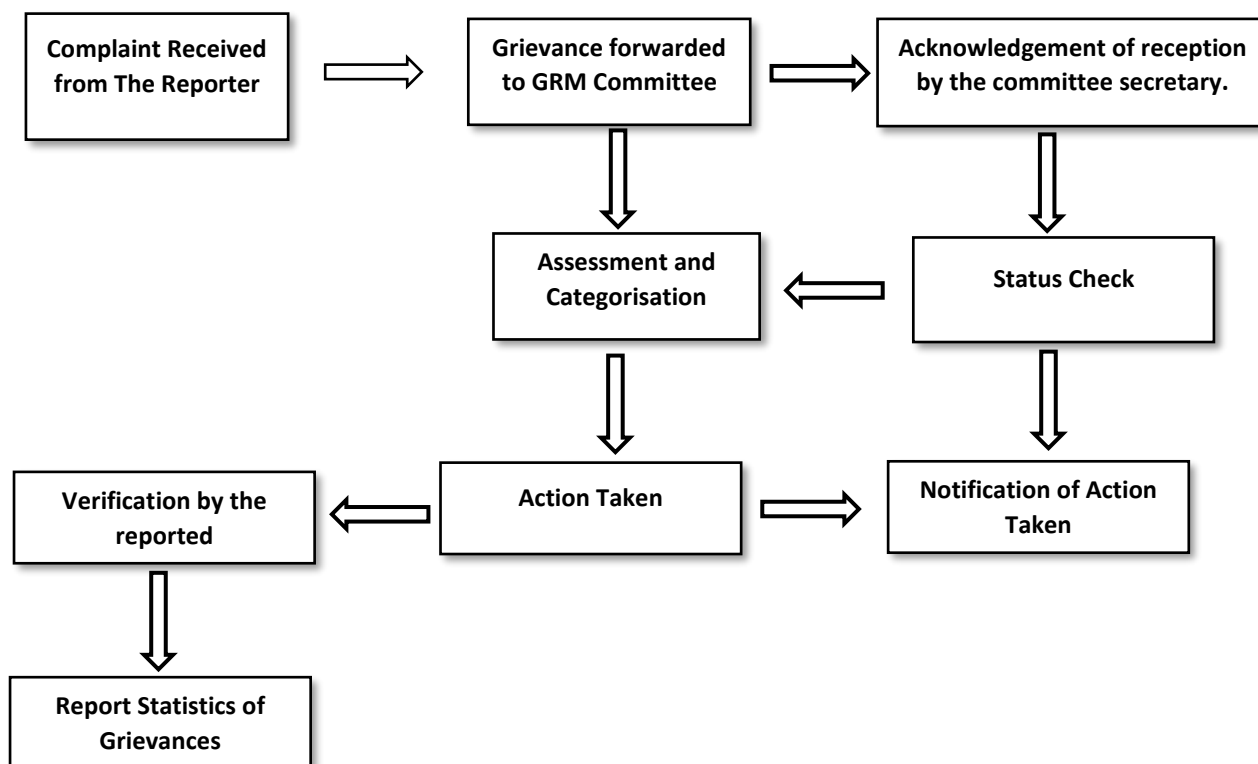 Complaint Received
from The Reporter
Grievance forwarded
to GRM Committee
Acknowledgement of reception
by the committee secretary.
Assessment and
Categorisation
Status Check
Verification by the
reported
Action Taken
Notification of Action
Taken
Report Statistics of
Grievances